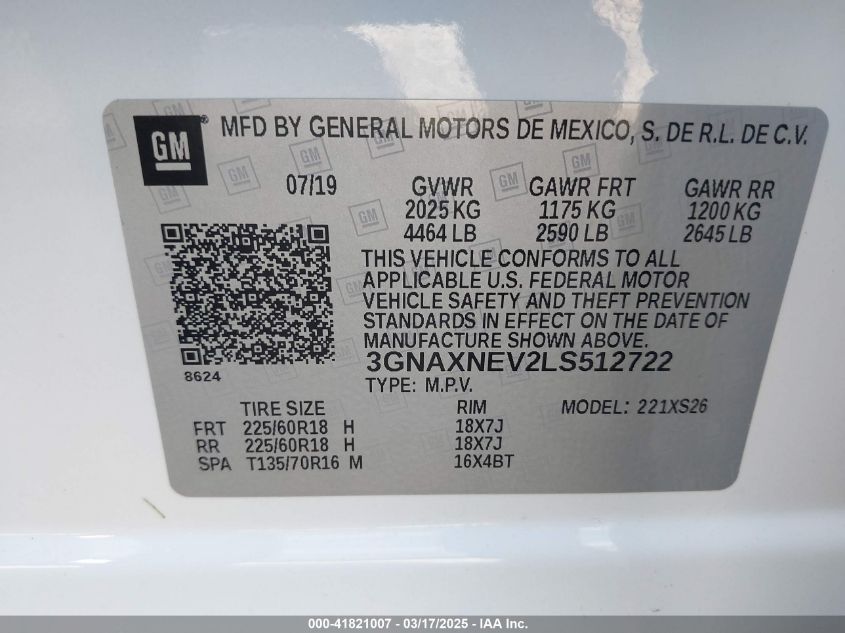 GM ® MFD BY GENERAL MOTORS DE MEXICO, S. DE R.L. DE C.V.
07/19 GVWR GAWR FRT GAWR RR
2025 KG 1175 KG 1200 KG
4464 LB 2590 LB 2645 LB
THIS VEHICLE CONFORMS TO ALL
APPLICABLE U.S. FEDERAL MOTOR
VEHICLE SAFETY AND THEFT PREVENTION
STANDARDS IN EFFECT ON THE DATE OF
MANUFACTURE SHOWN ABOVE.
3GNAXNEV2LS512722
8624
TYPE: M.P.V.
TIRE SIZE RIM MODEL: 221XS26
FRT 225/60R18 H 18X7J
RR 225/60R18 H 18X7J
SPA T135/70R16 M 16X4BT
000-41821007 - 03/17/2025 - IAA Inc.